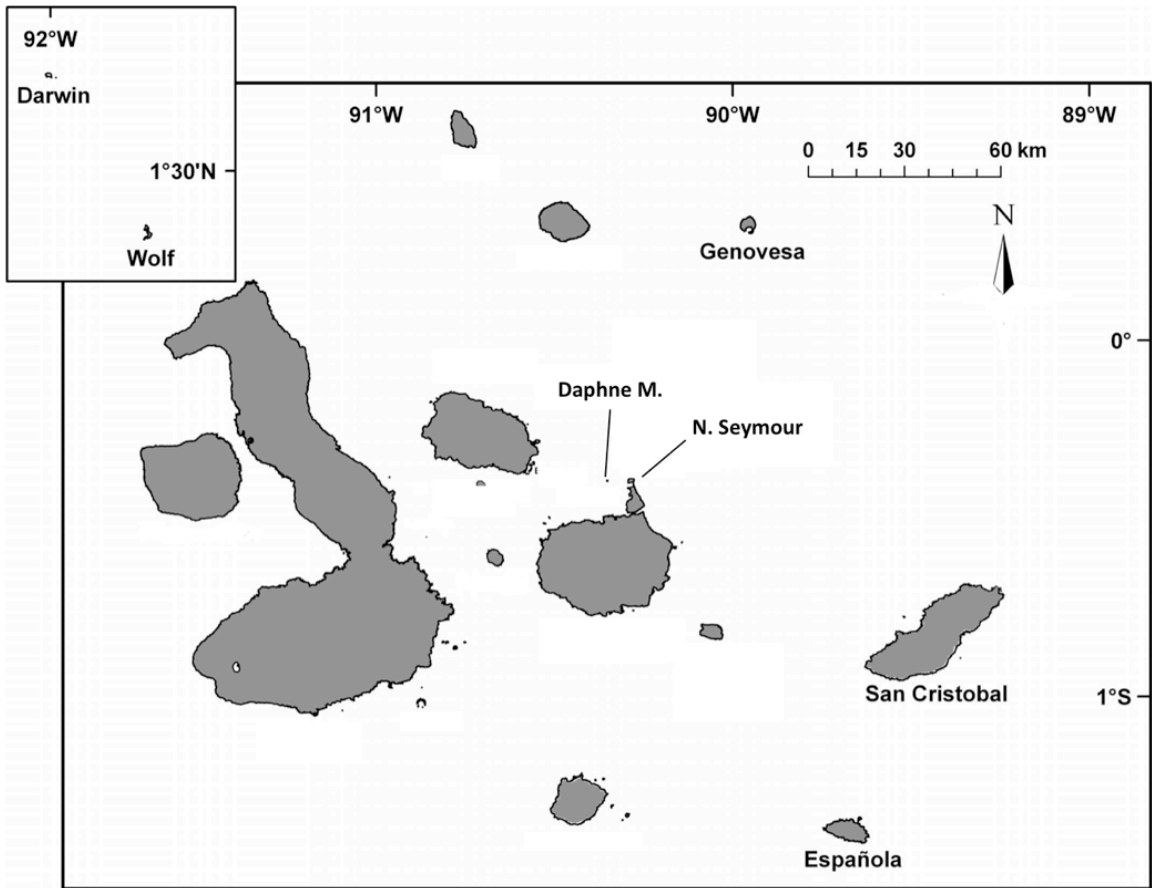 92°W
Darwin
91°W
90°W
89°W
0 15 30 60 km
1°30'N
N
Wolf
Genovesa
0°
Daphne M.
N. Seymour
San Cristobal
1°S
Española